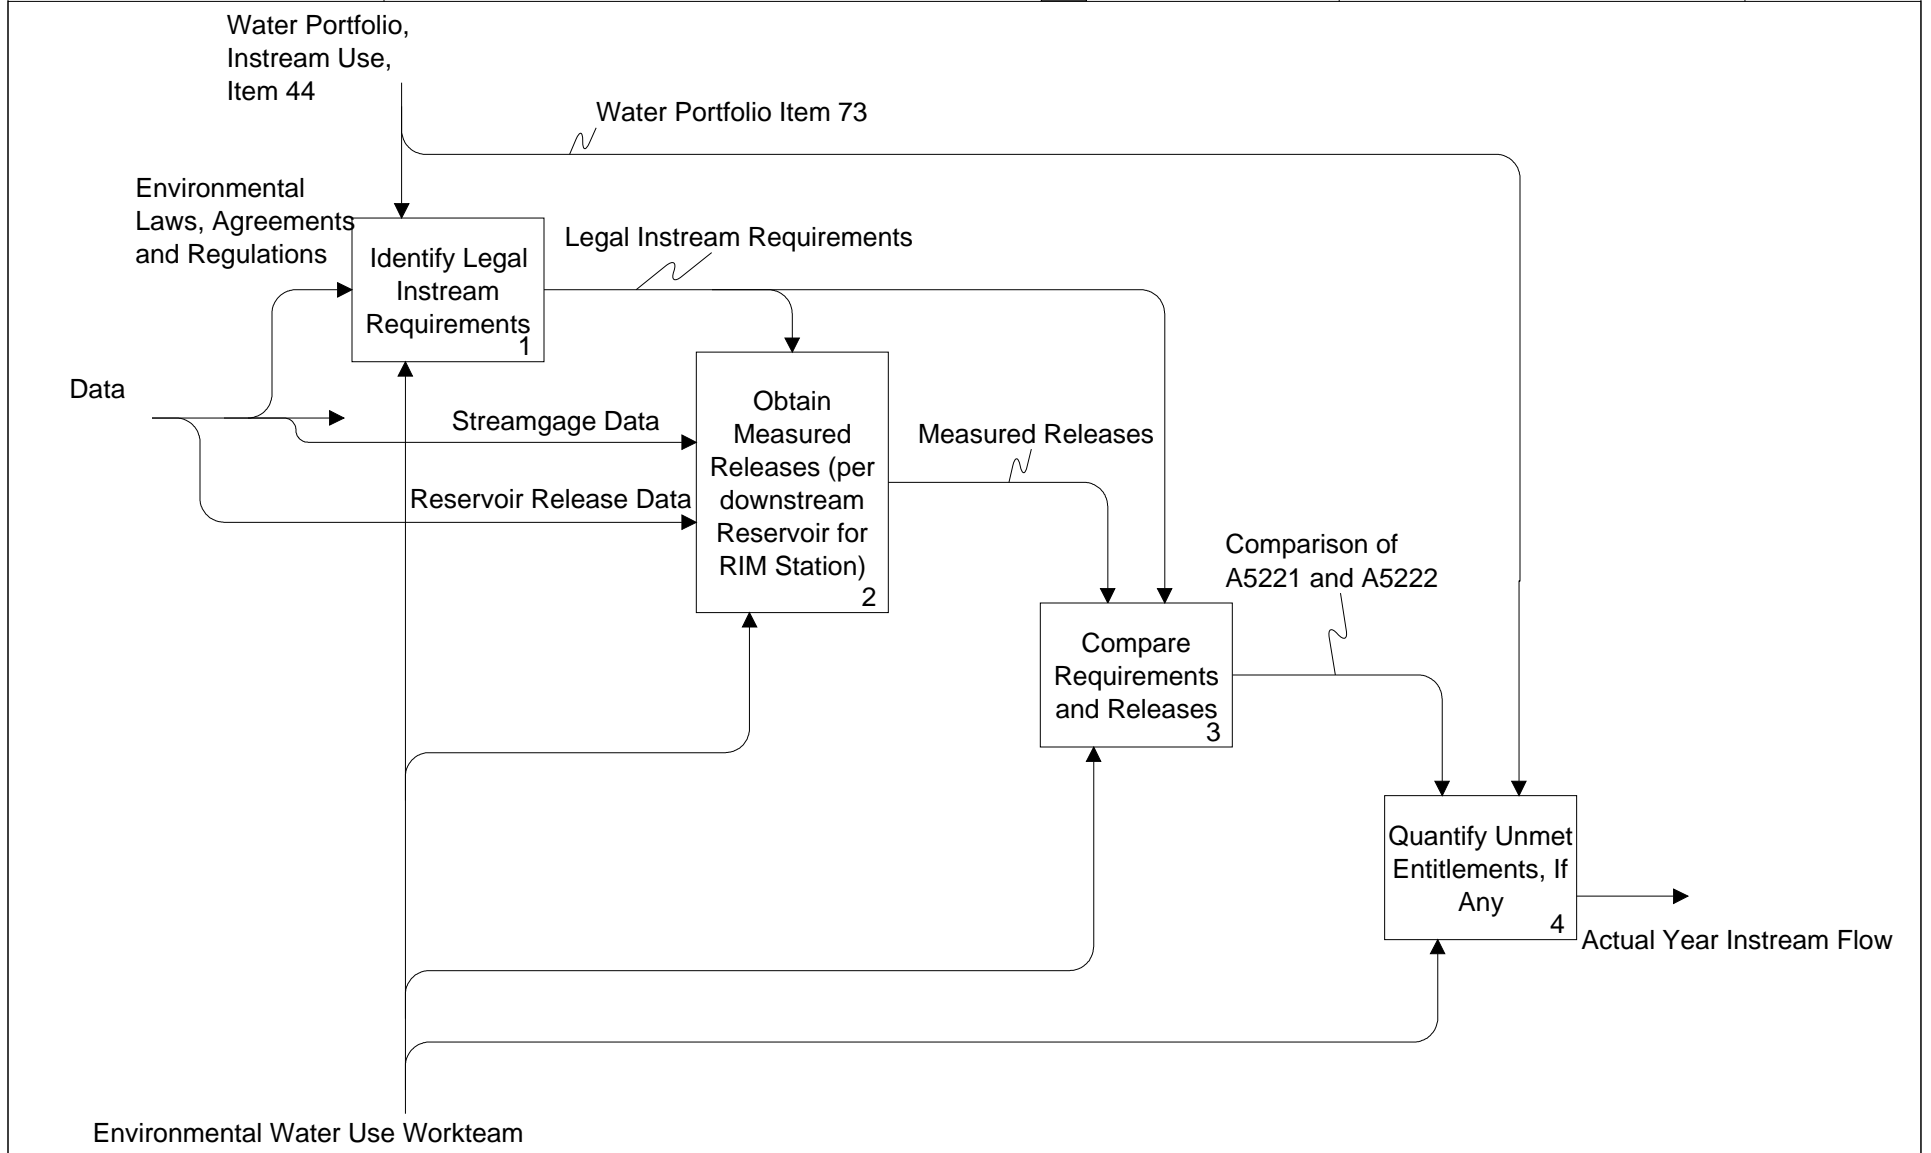 Water Portfolio,
Instream Use,
Item 44
Water Portfolio Item 73
Environmental
Laws, Agreements
and Regulations
Identify Legal
Instream
Requirements
1
Legal Instream Requirements
Data
Streamgage Data
Reservoir Release Data
Obtain
Measured
Releases (per
downstream
Reservoir for
RIM Station)
2
Measured Releases
Comparison of
A5221 and A5222
Compare
Requirements
and Releases
3
Quantify Unmet
Entitlements, If
Any
4
Actual Year Instream Flow
Environmental Water Use Workteam